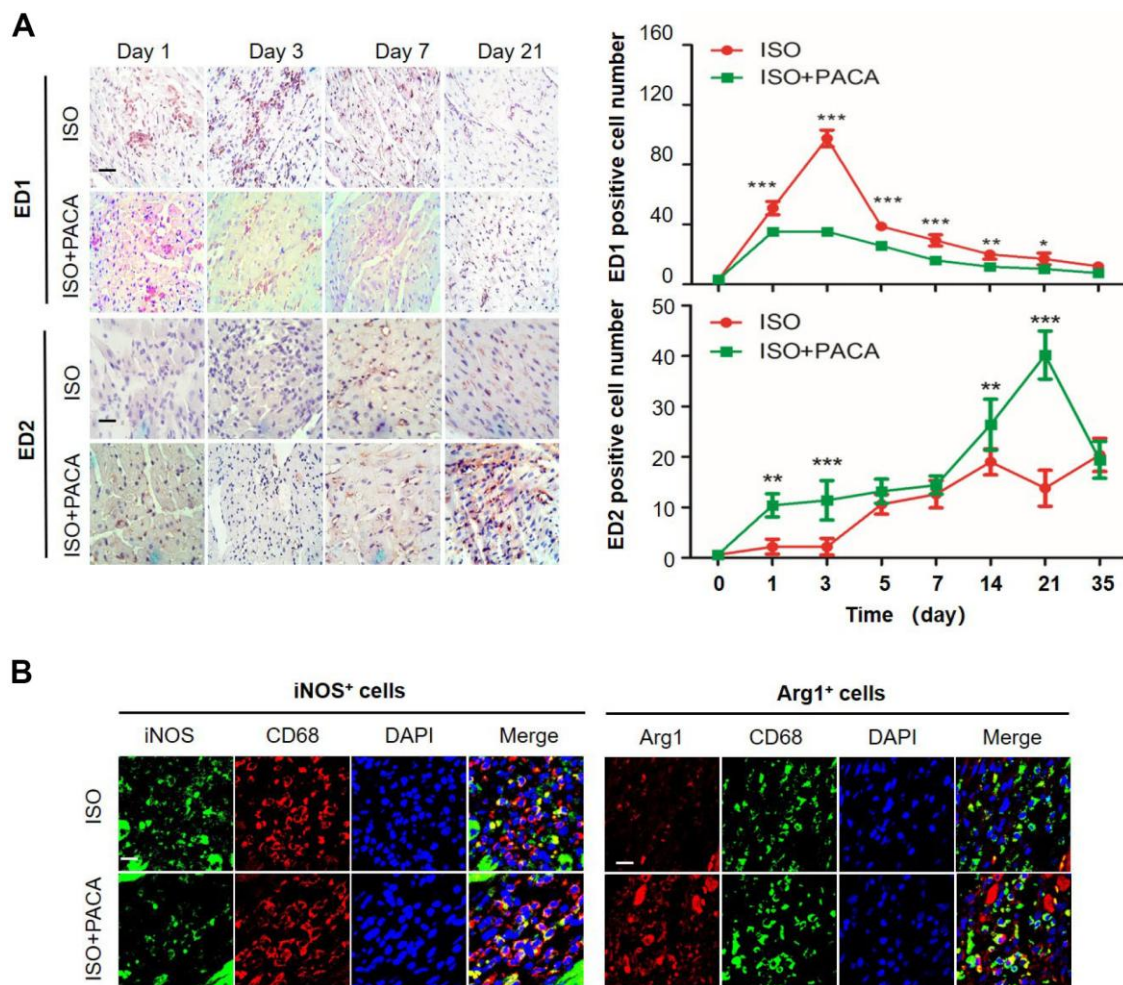 A
Day 1 Day 3 Day 7 Day 21
ED1
ISO
ISO+PACA
ED2
ISO
ISO+PACA
ED1 positive cell number
160
120
80
40
0
ISO
ISO+PACA
***
***
***
***
**
*
ED2 positive cell number
50
40
30
20
10
0
ISO
ISO+PACA
**
***
**
***
0 1 3 5 7 14 21 35
Time (day)
B
iNOS⁺ cells
iNOS CD68 DAPI Merge
ISO
ISO+PACA
Arg1⁺ cells
Arg1 CD68 DAPI Merge